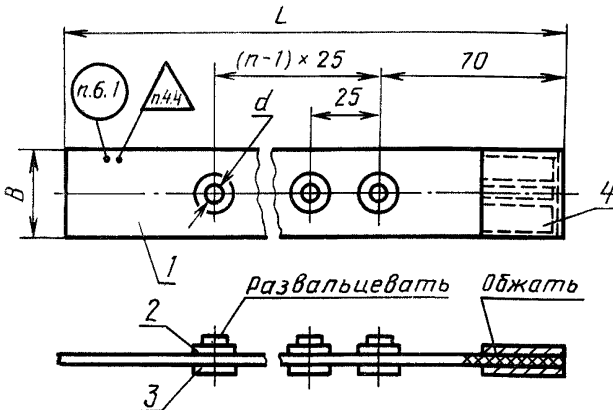 L
(n-1) × 25
70
п.6.1
п.4.4
d
25
B
4
1
Развальцевать
Обжать
2
3